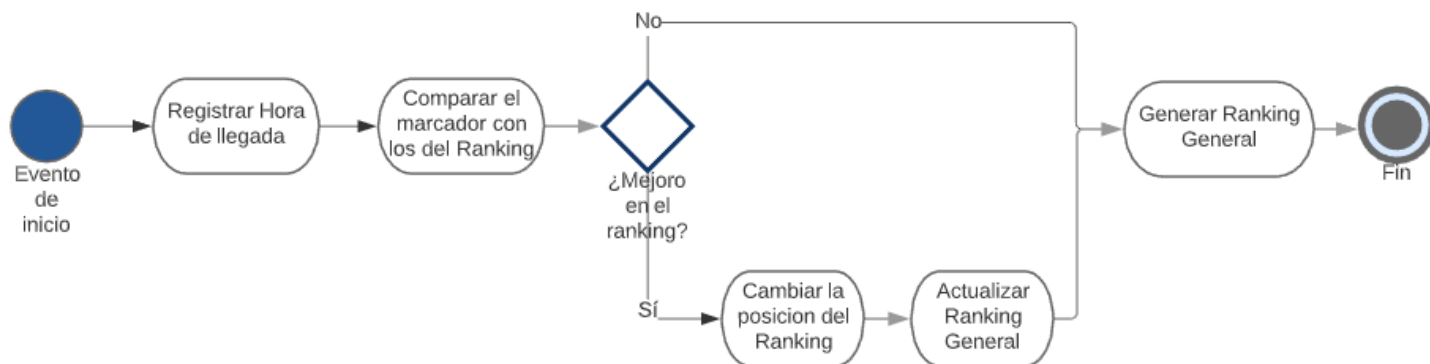 Evento
de
inicio
Registrar Hora
de llegada
Comparar el
marcador con
los del Ranking
¿Mejoro
en el
ranking?
No
Sí
Cambiar la
posicion del
Ranking
Actualizar
Ranking
General
Generar Ranking
General
Fin